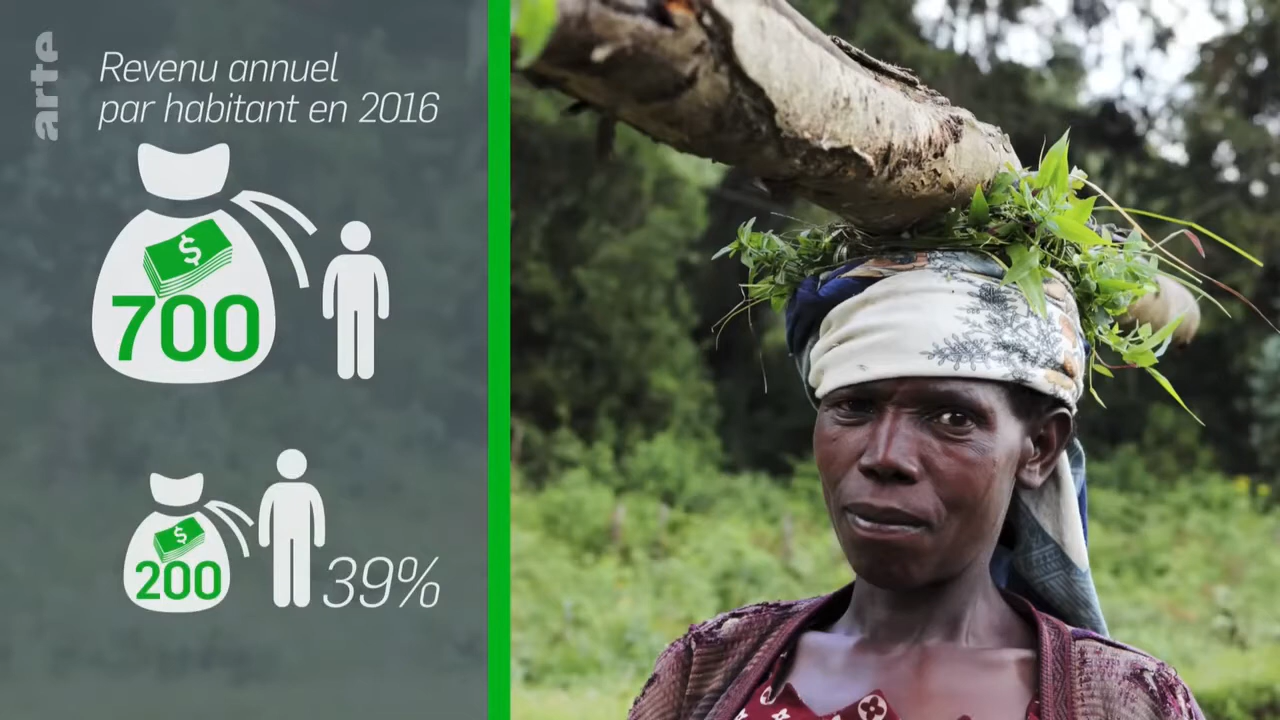 arte
Revenu annuel
par habitant en 2016
$
700
$
200
39%